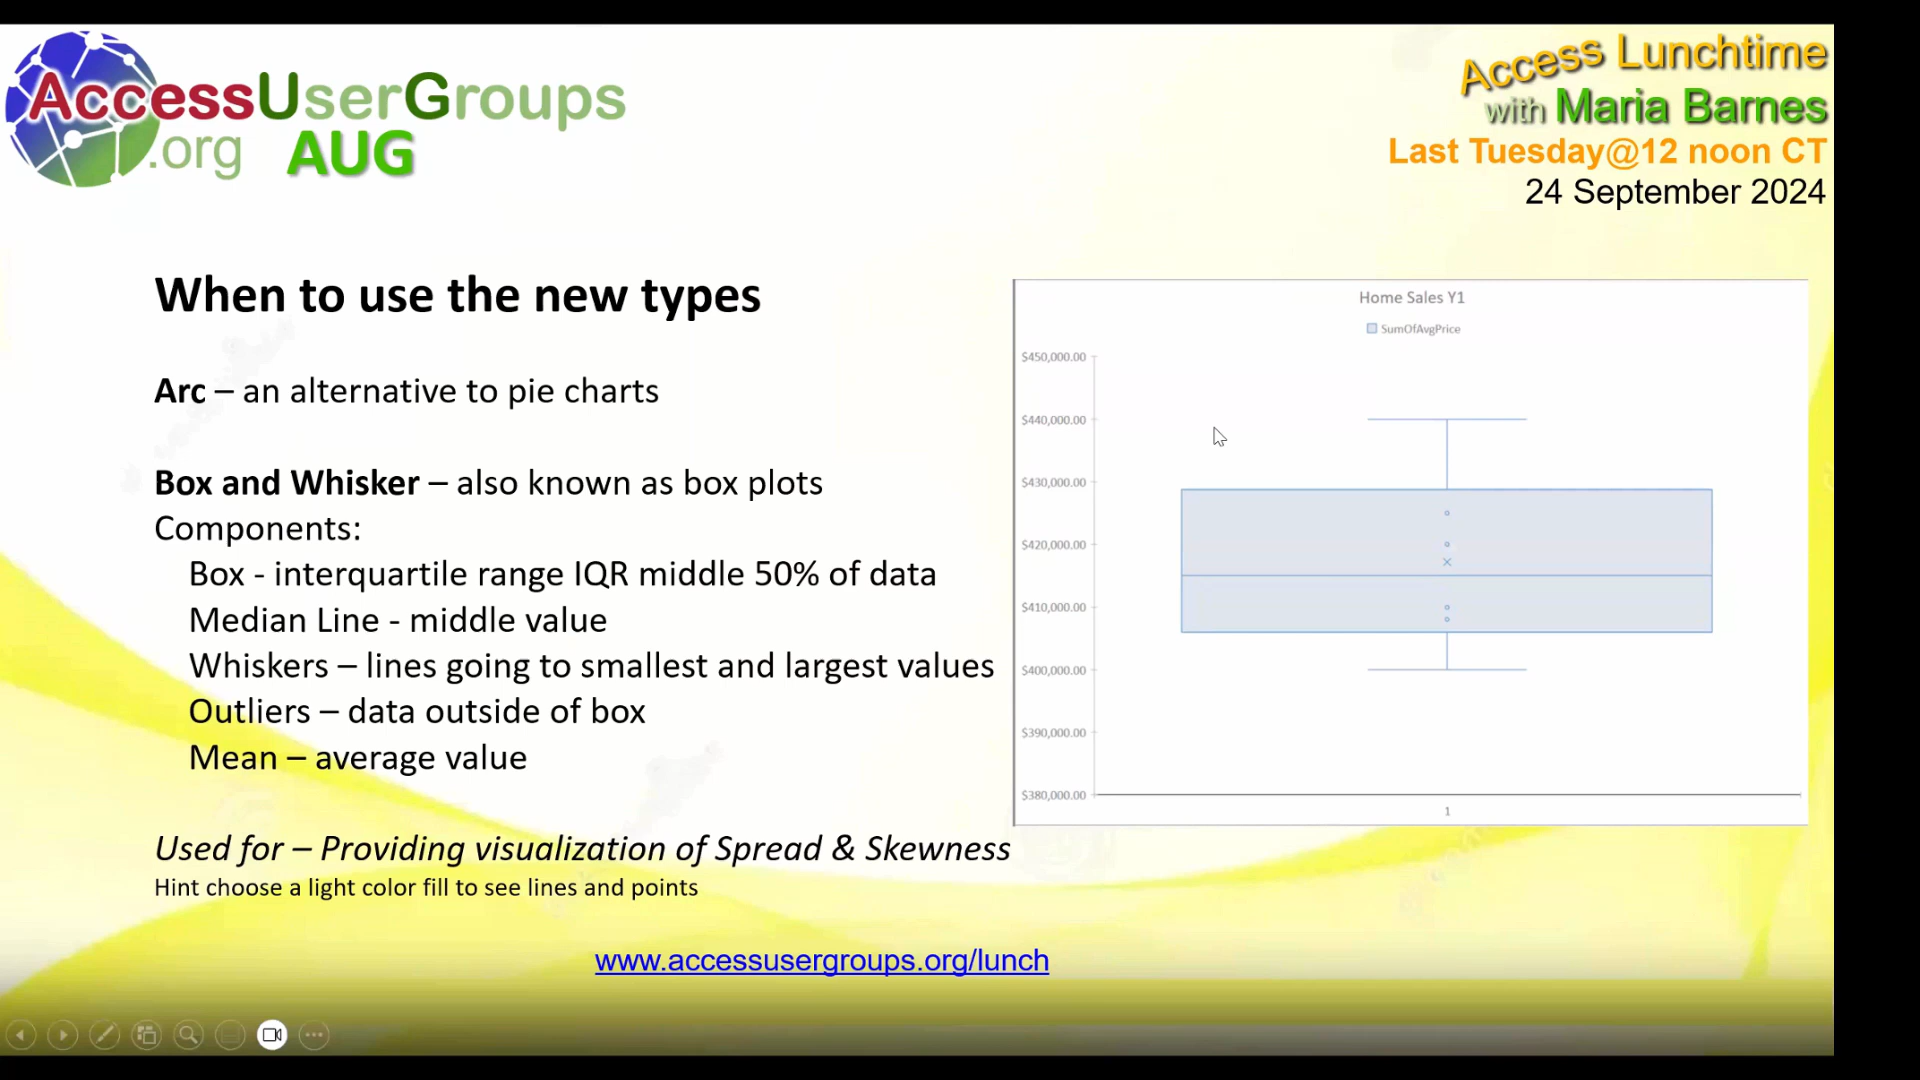 AccessUserGroups
.org AUG
Access Lunchtime
with Maria Barnes
Last Tuesday@12 noon CT
24 September 2024
When to use the new types
Arc – an alternative to pie charts
Box and Whisker – also known as box plots
Components:
Box - interquartile range IQR middle 50% of data
Median Line - middle value
Whiskers – lines going to smallest and largest values
Outliers – data outside of box
Mean – average value
Used for – Providing visualization of Spread & Skewness
Hint choose a light color fill to see lines and points
Home Sales Y1
SumOfAvgPrice
$450,000.00
$440,000.00
$430,000.00
$420,000.00
$410,000.00
$400,000.00
$390,000.00
$380,000.00
1
www.accessusergroups.org/lunch